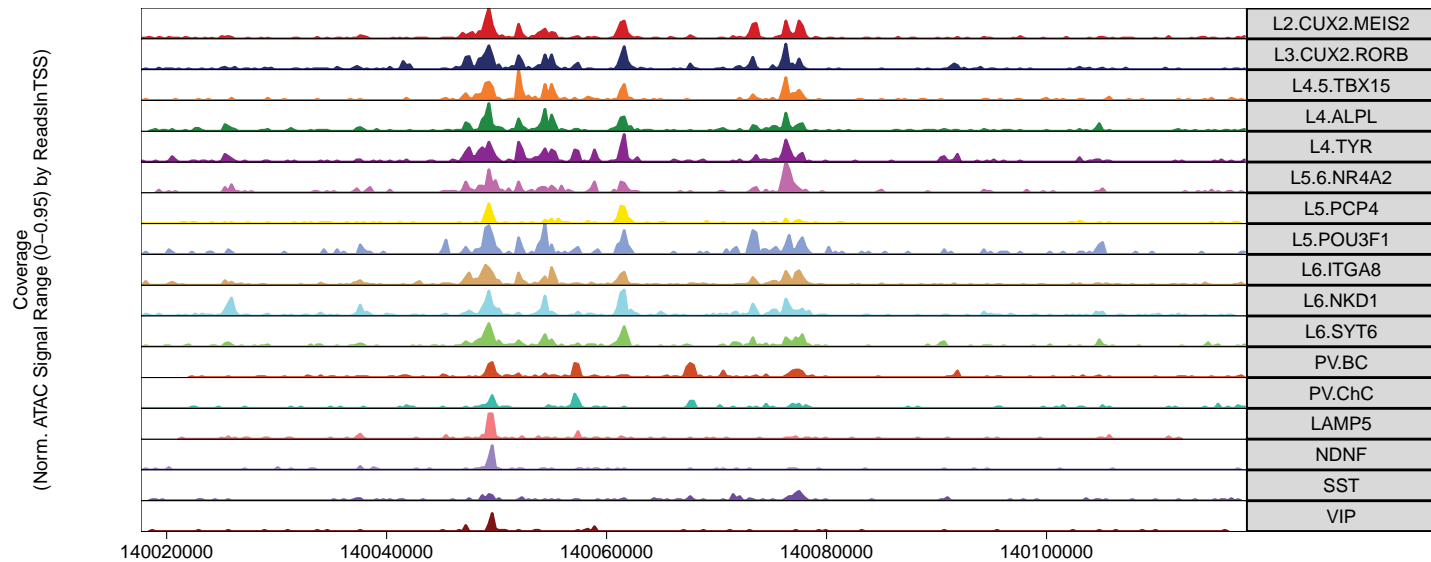 Coverage
(Norm. ATAC Signal Range (0−0.95) by ReadsInTSS)
L2.CUX2.MEIS2
L3.CUX2.RORB
L4.5.TBX15
L4.ALPL
L4.TYR
L5.6.NR4A2
L5.PCP4
L5.POU3F1
L6.ITGA8
L6.NKD1
L6.SYT6
PV.BC
PV.ChC
LAMP5
NDNF
SST
VIP
140020000 140040000 140060000 140080000 140100000